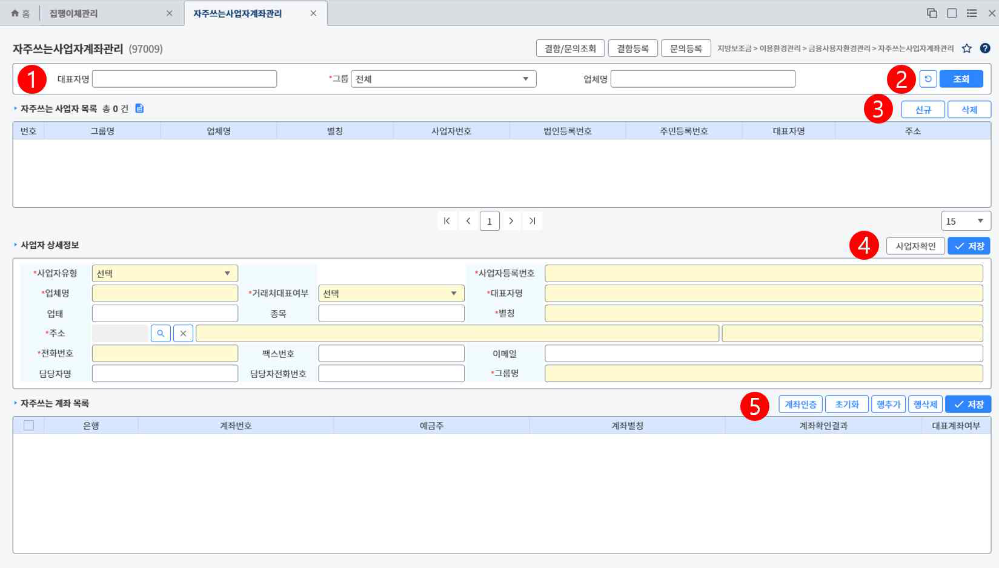 홈 집행이체관리 자주쓰는사업자계좌관리
자주쓰는사업자계좌관리 (97009) 결함/문의조회 결함등록 문의등록 지방보조금 > 이용환경관리 > 금융사용자환경관리 > 자주쓰는사업자계좌관리
1 대표자명 *그룹 전체 업체명 2 조회
자주쓰는 사업자 목록 총 0 건 3 신규 삭제
번호 그룹명 업체명 별칭 사업자번호 법인등록번호 주민등록번호 대표자명 주소
1 15
사업자 상세정보 4 사업자확인 저장
*사업자유형 선택 *사업자등록번호
*업체명 *거래처대표여부 선택 *대표자명
업태 종목 *별칭
*주소
*전화번호 팩스번호 이메일
담당자명 담당자전화번호 *그룹명
자주쓰는 계좌 목록 5 계좌인증 초기화 행추가 행삭제 저장
은행 계좌번호 예금주 계좌별칭 계좌확인결과 대표계좌여부